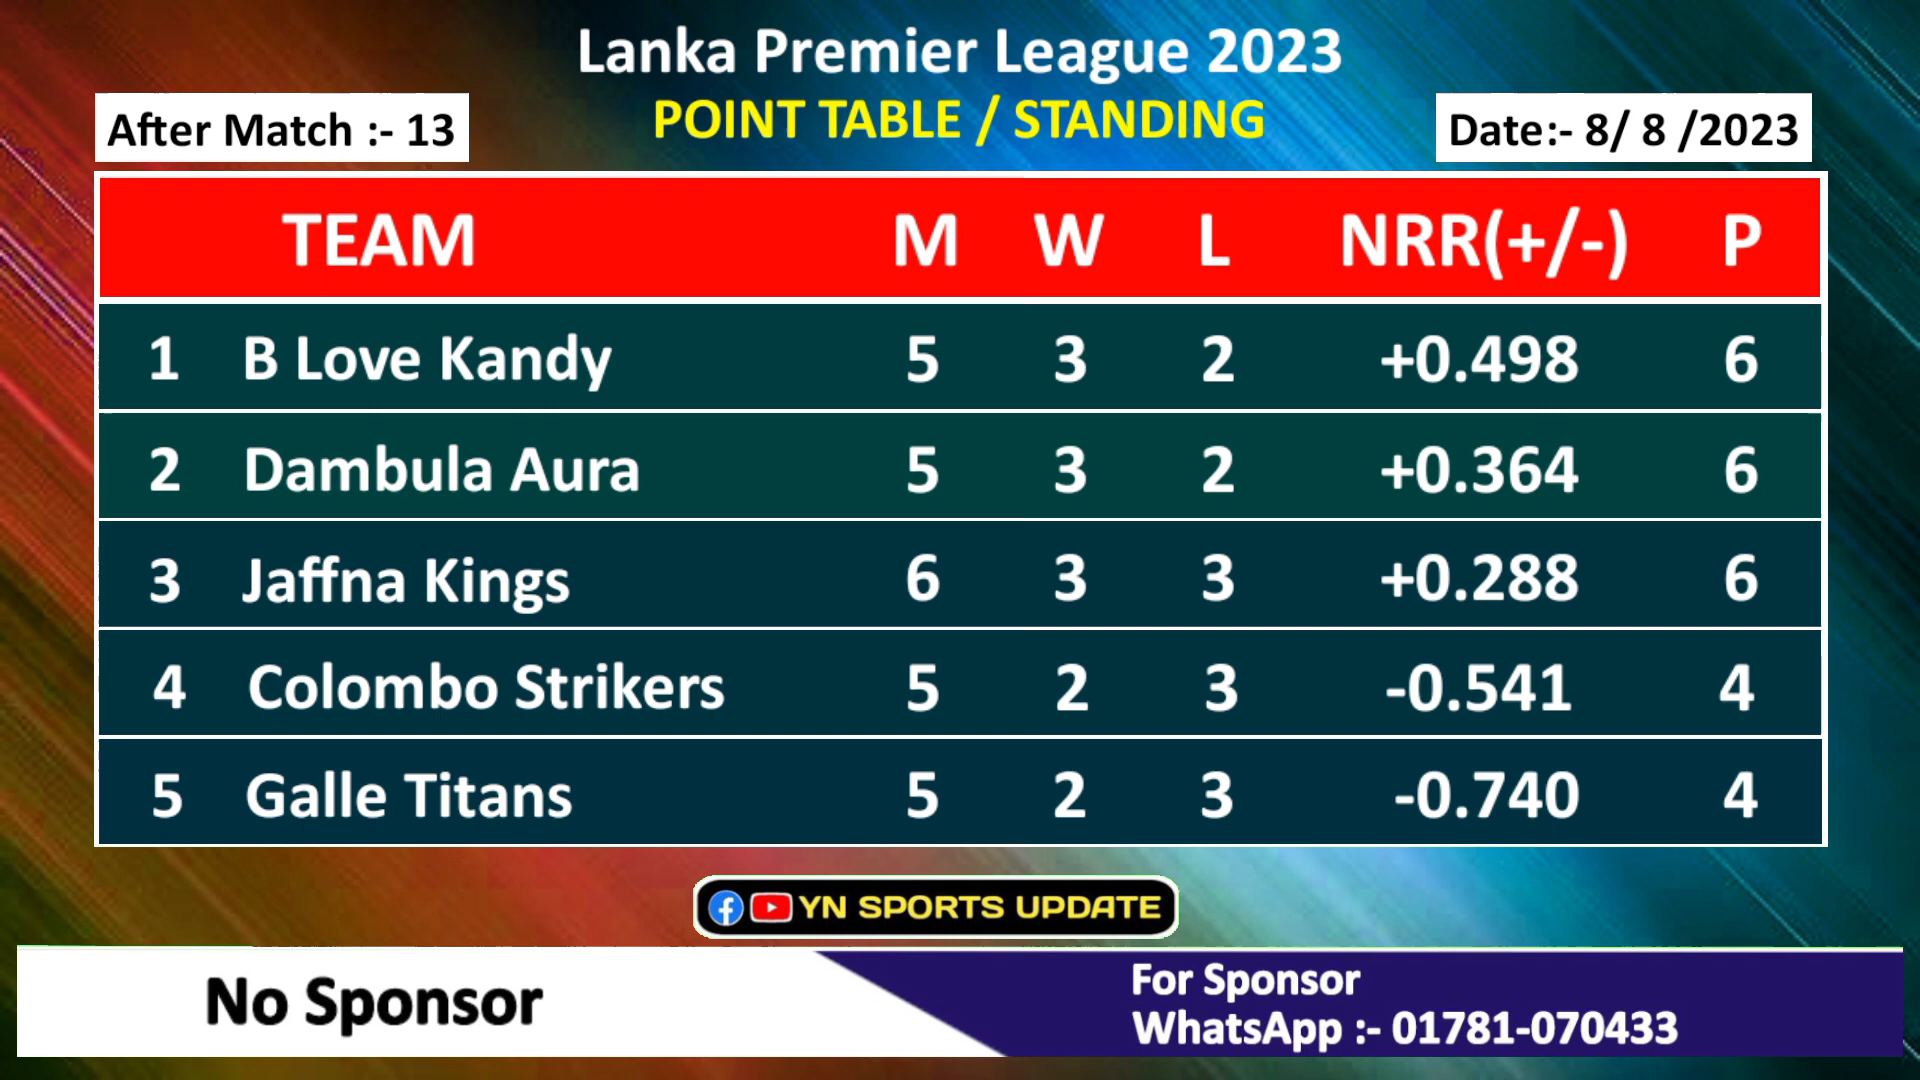 Lanka Premier League 2023
POINT TABLE / STANDING
After Match :- 13
Date:- 8/ 8 /2023
TEAM M W L NRR(+/-) P
1 B Love Kandy 5 3 2 +0.498 6
2 Dambula Aura 5 3 2 +0.364 6
3 Jaffna Kings 6 3 3 +0.288 6
4 Colombo Strikers 5 2 3 -0.541 4
5 Galle Titans 5 2 3 -0.740 4
YN SPORTS UPDATE
No Sponsor
For Sponsor
WhatsApp :- 01781-070433